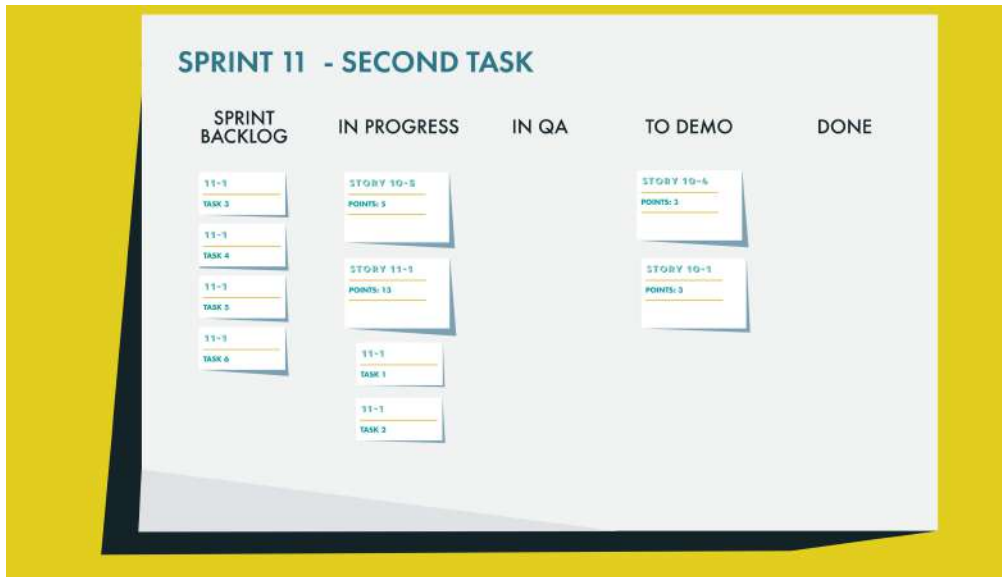 SPRINT 11 - SECOND TASK
SPRINT
BACKLOG
IN PROGRESS
IN QA
TO DEMO
DONE
11-1
TASK 3
11-1
TASK 4
11-1
TASK 5
11-1
TASK 6
STORY 10-5
POINTS: 5
STORY 11-1
POINTS: 13
11-1
TASK 1
11-1
TASK 2
STORY 10-4
POINTS: 3
STORY 10-1
POINTS: 3